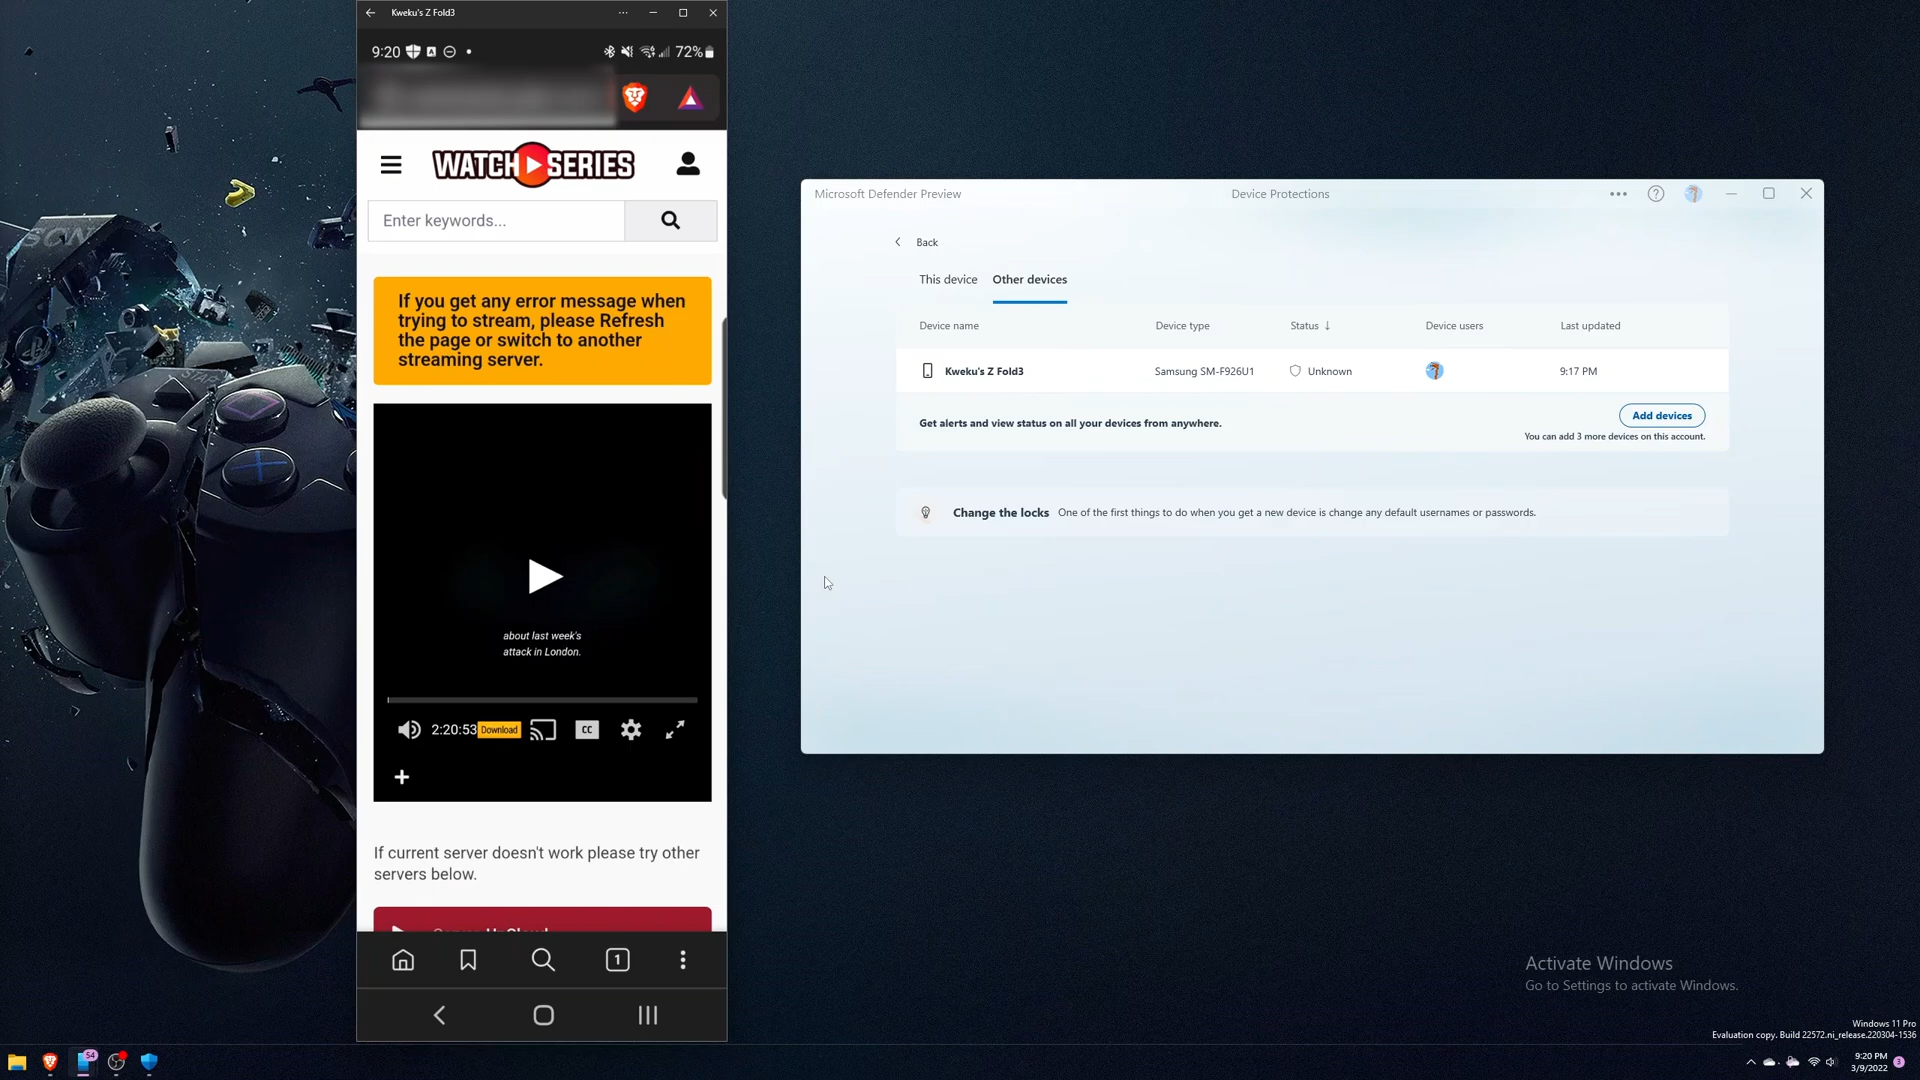 Kweku's Z Fold3
9:20
72%
WATCH SERIES
Enter keywords...
If you get any error message when
trying to stream, please Refresh
the page or switch to another
streaming server.
about last week's
attack in London.
2:20:53 Download
CC
If current server doesn't work please try other
servers below.
1
SONY
START
Microsoft Defender Preview
Device Protections
Back
This device
Other devices
Device name
Device type
Status
Device users
Last updated
Kweku's Z Fold3
Samsung SM-F926U1
Unknown
9:17 PM
Get alerts and view status on all your devices from anywhere.
Add devices
You can add 3 more devices on this account.
Change the locks
One of the first things to do when you get a new device is change any default usernames or passwords.
Activate Windows
Go to Settings to activate Windows.
Windows 11 Pro
Evaluation copy. Build 22572.ni_release.220304-1536
54
9:20 PM
3/9/2022
3